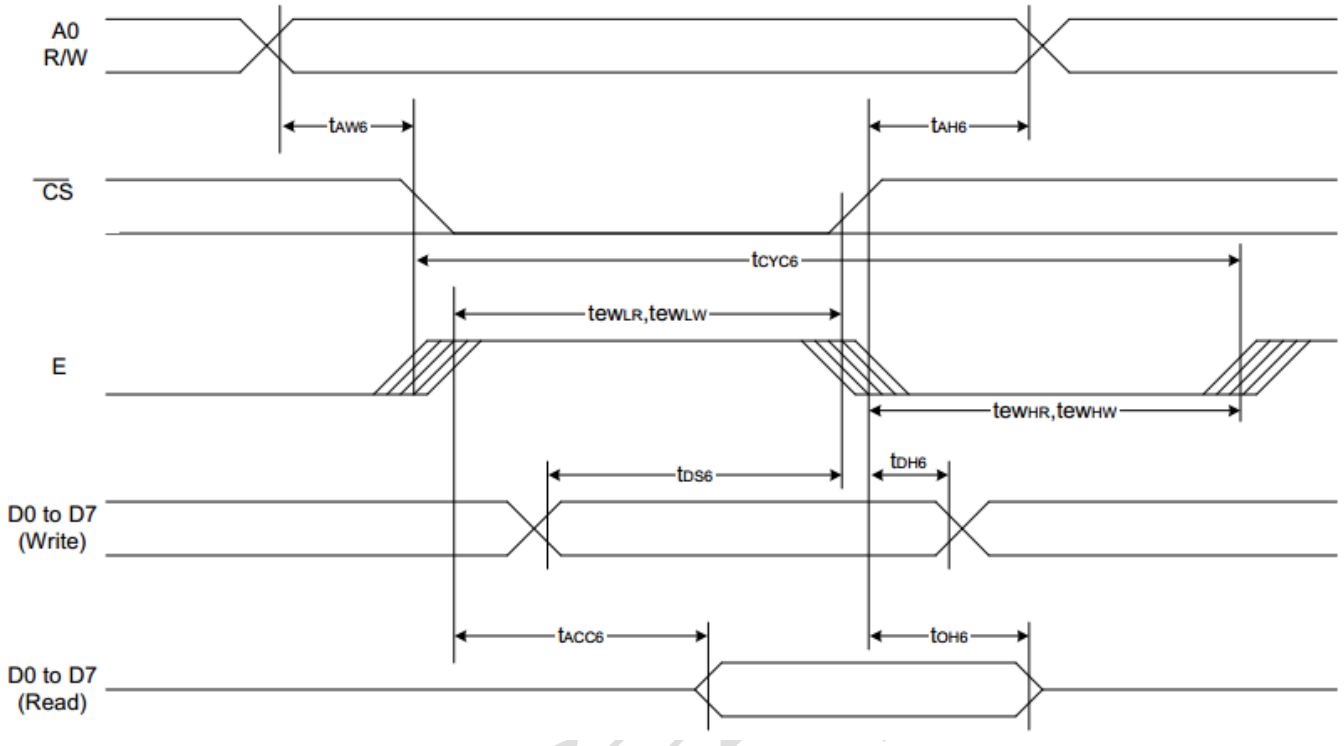 A0
R/W
tAW6
tAH6
CS
tCYC6
tewLR,tewLW
E
tewHR,tewHW
tDS6
tDH6
D0 to D7
(Write)
tACC6
tOH6
D0 to D7
(Read)